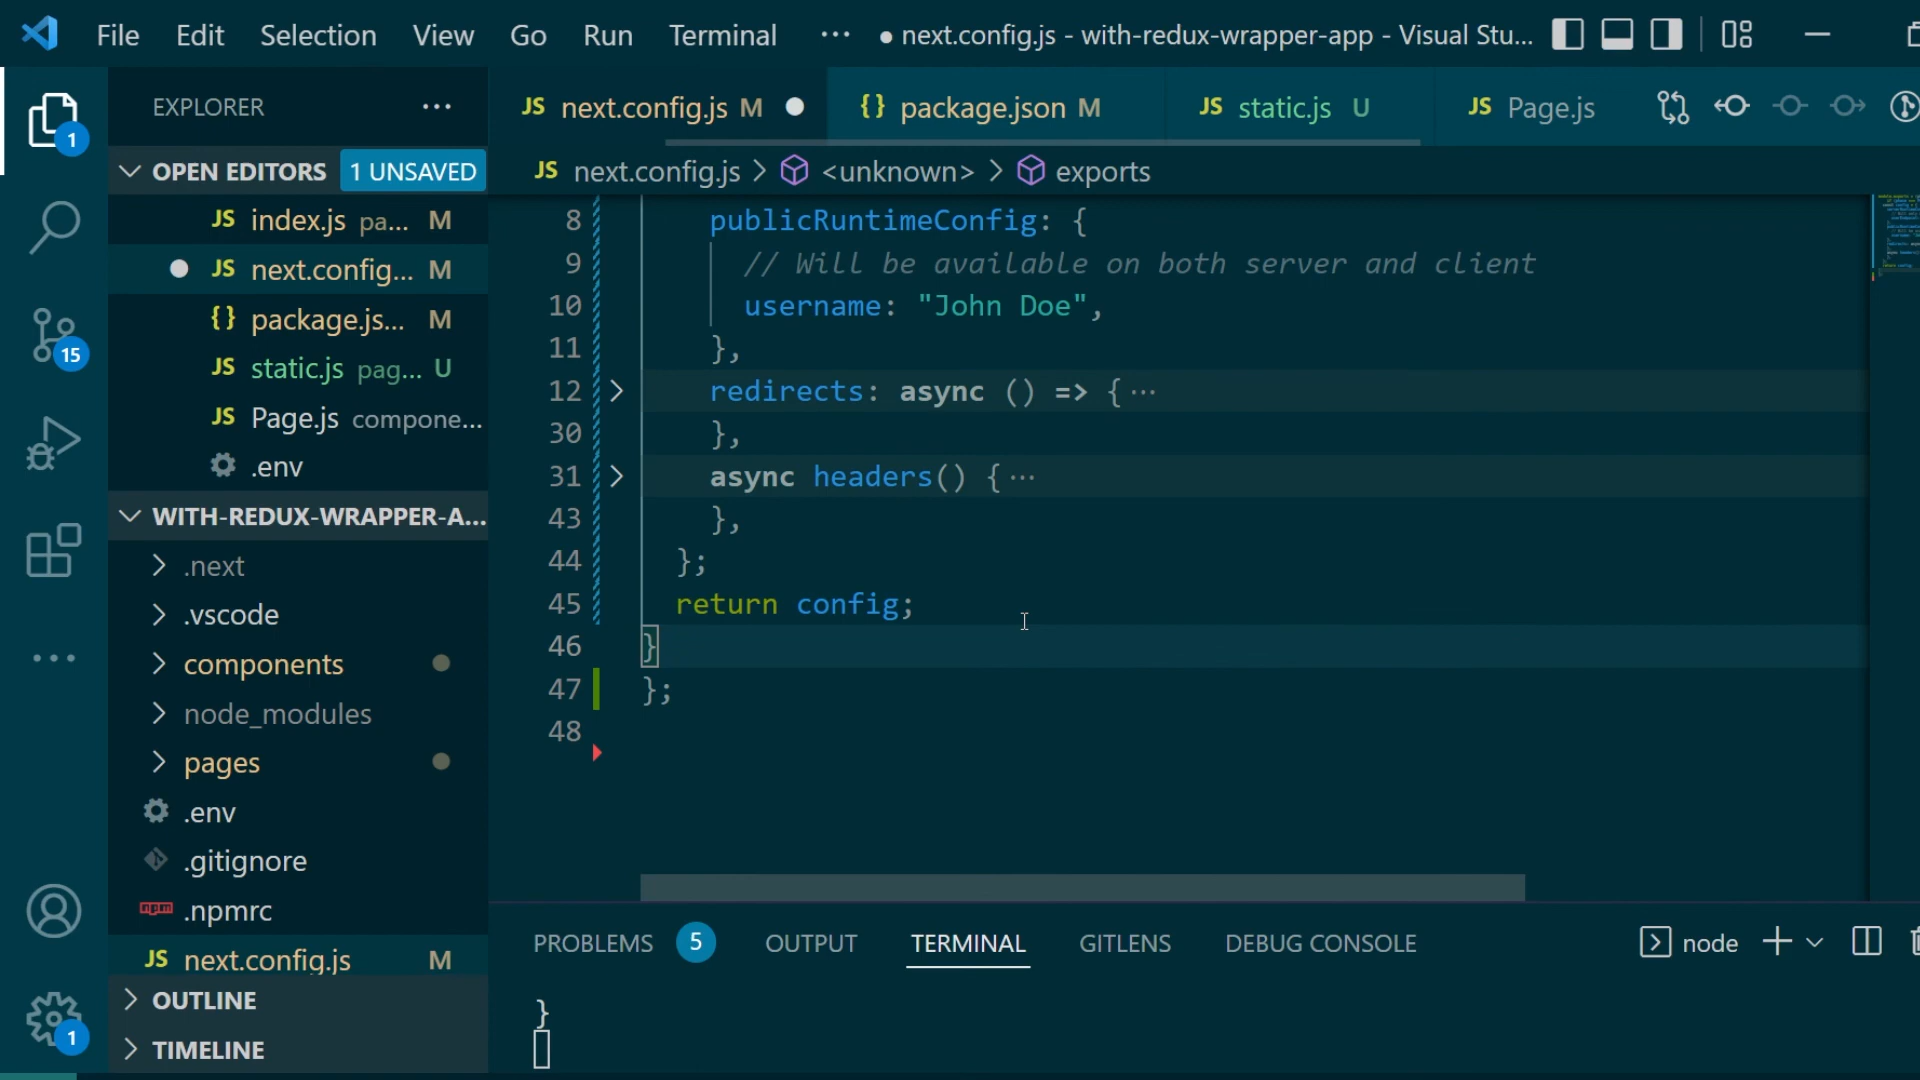 File Edit Selection View Go Run Terminal ··· ● next.config.js - with-redux-wrapper-app - Visual Stu...
EXPLORER ···
OPEN EDITORS 1 UNSAVED
JS index.js pa... M
JS next.config... M
{} package.js... M
JS static.js pag... U
JS Page.js compone...
.env
WITH-REDUX-WRAPPER-A...
.next
.vscode
components
node_modules
pages
.env
.gitignore
npm .npmrc
JS next.config.js M
OUTLINE
TIMELINE
1
15
1
JS next.config.js M {} package.json M JS static.js U JS Page.js
JS next.config.js > <unknown> > exports
8 publicRuntimeConfig: {
9 // Will be available on both server and client
10 username: "John Doe",
11 },
12 redirects: async () => { ···
30 },
31 async headers() { ···
43 },
44 };
45 return config;
46 }
47 };
48
PROBLEMS 5 OUTPUT TERMINAL GITLENS DEBUG CONSOLE node
}